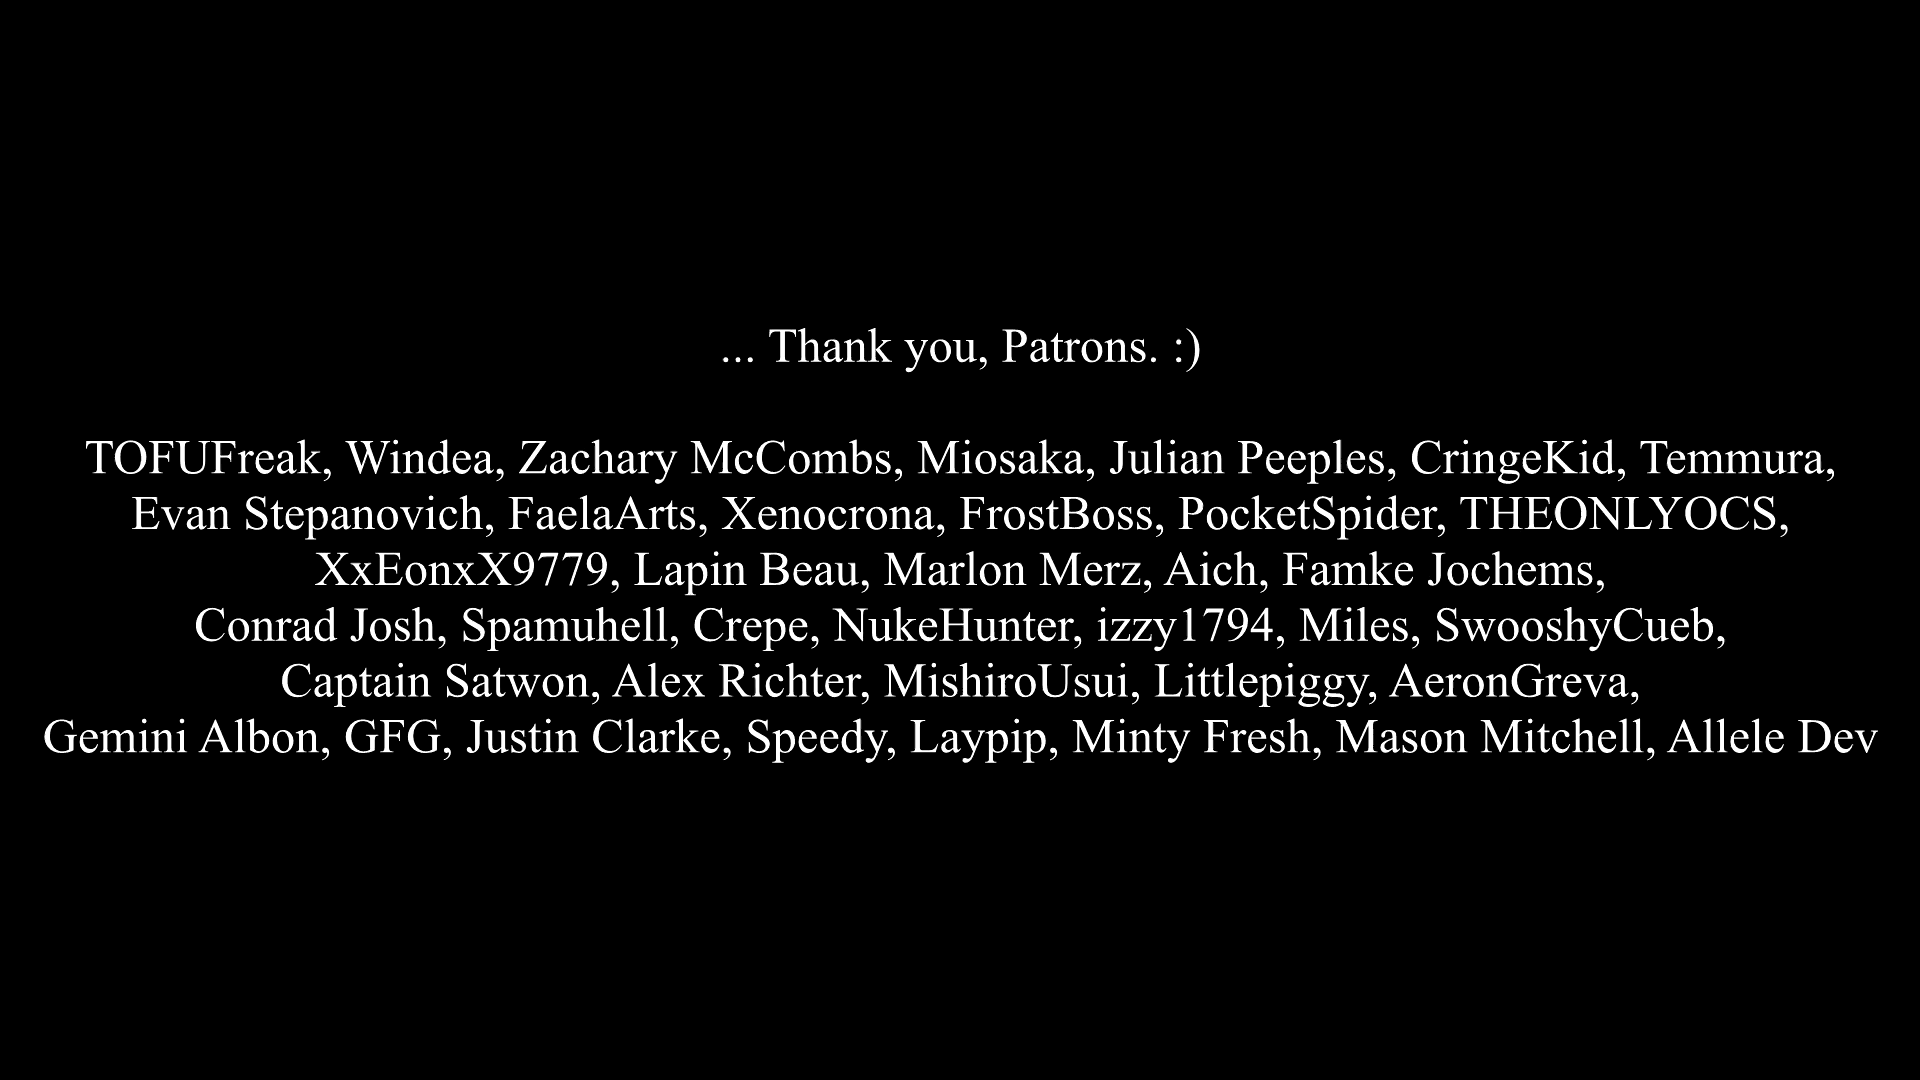 ... Thank you, Patrons. :)
TOFUFreak, Windea, Zachary McCombs, Miosaka, Julian Peeples, CringeKid, Temmura,
Evan Stepanovich, FaelaArts, Xenocrona, FrostBoss, PocketSpider, THEONLYOCS,
XxEonxX9779, Lapin Beau, Marlon Merz, Aich, Famke Jochems,
Conrad Josh, Spamuhell, Crepe, NukeHunter, izzy1794, Miles, SwooshyCueb,
Captain Satwon, Alex Richter, MishiroUsui, Littlepiggy, AeronGreva,
Gemini Albon, GFG, Justin Clarke, Speedy, Laypip, Minty Fresh, Mason Mitchell, Allele Dev